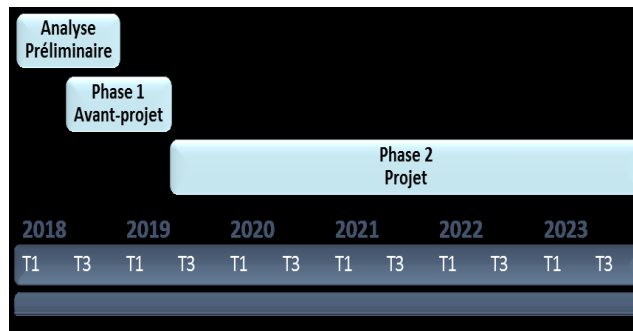 Analyse
Préliminaire
Phase 1
Avant-projet
Phase 2
Projet
2018 2019 2020 2021 2022 2023
T1 T3 T1 T3 T1 T3 T1 T3 T1 T3 T1 T3